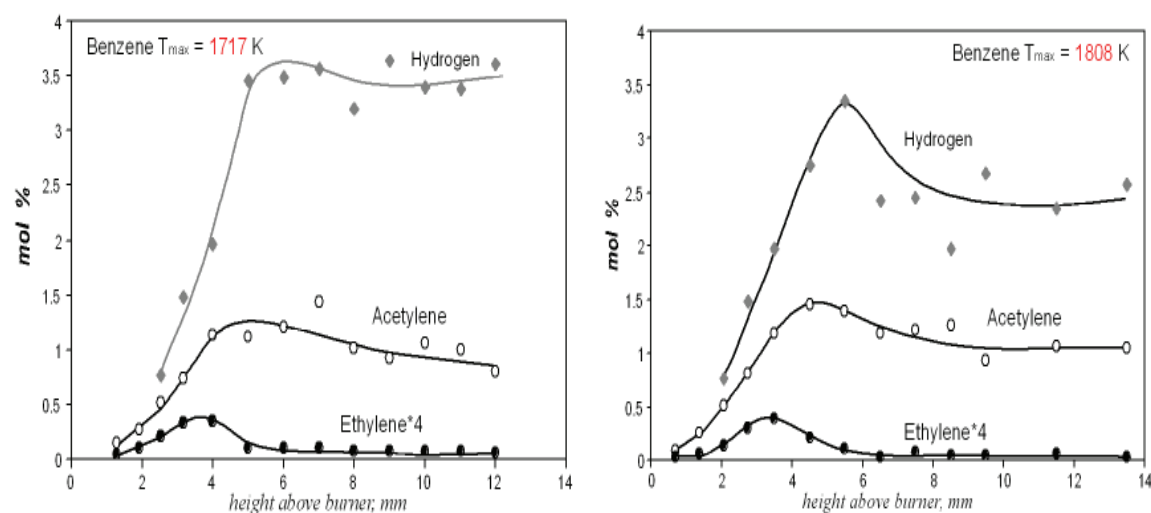 Benzene Tmax = 1717 K
Hydrogen
Acetylene
Ethylene*4
mol %
4
3.5
3
2.5
2
1.5
1
0.5
0
0 2 4 6 8 10 12 14
height above burner, mm
Benzene Tmax = 1808 K
Hydrogen
Acetylene
Ethylene*4
mol %
4
3.5
3
2.5
2
1.5
1
0.5
0
0 2 4 6 8 10 12 14
height above burner, mm